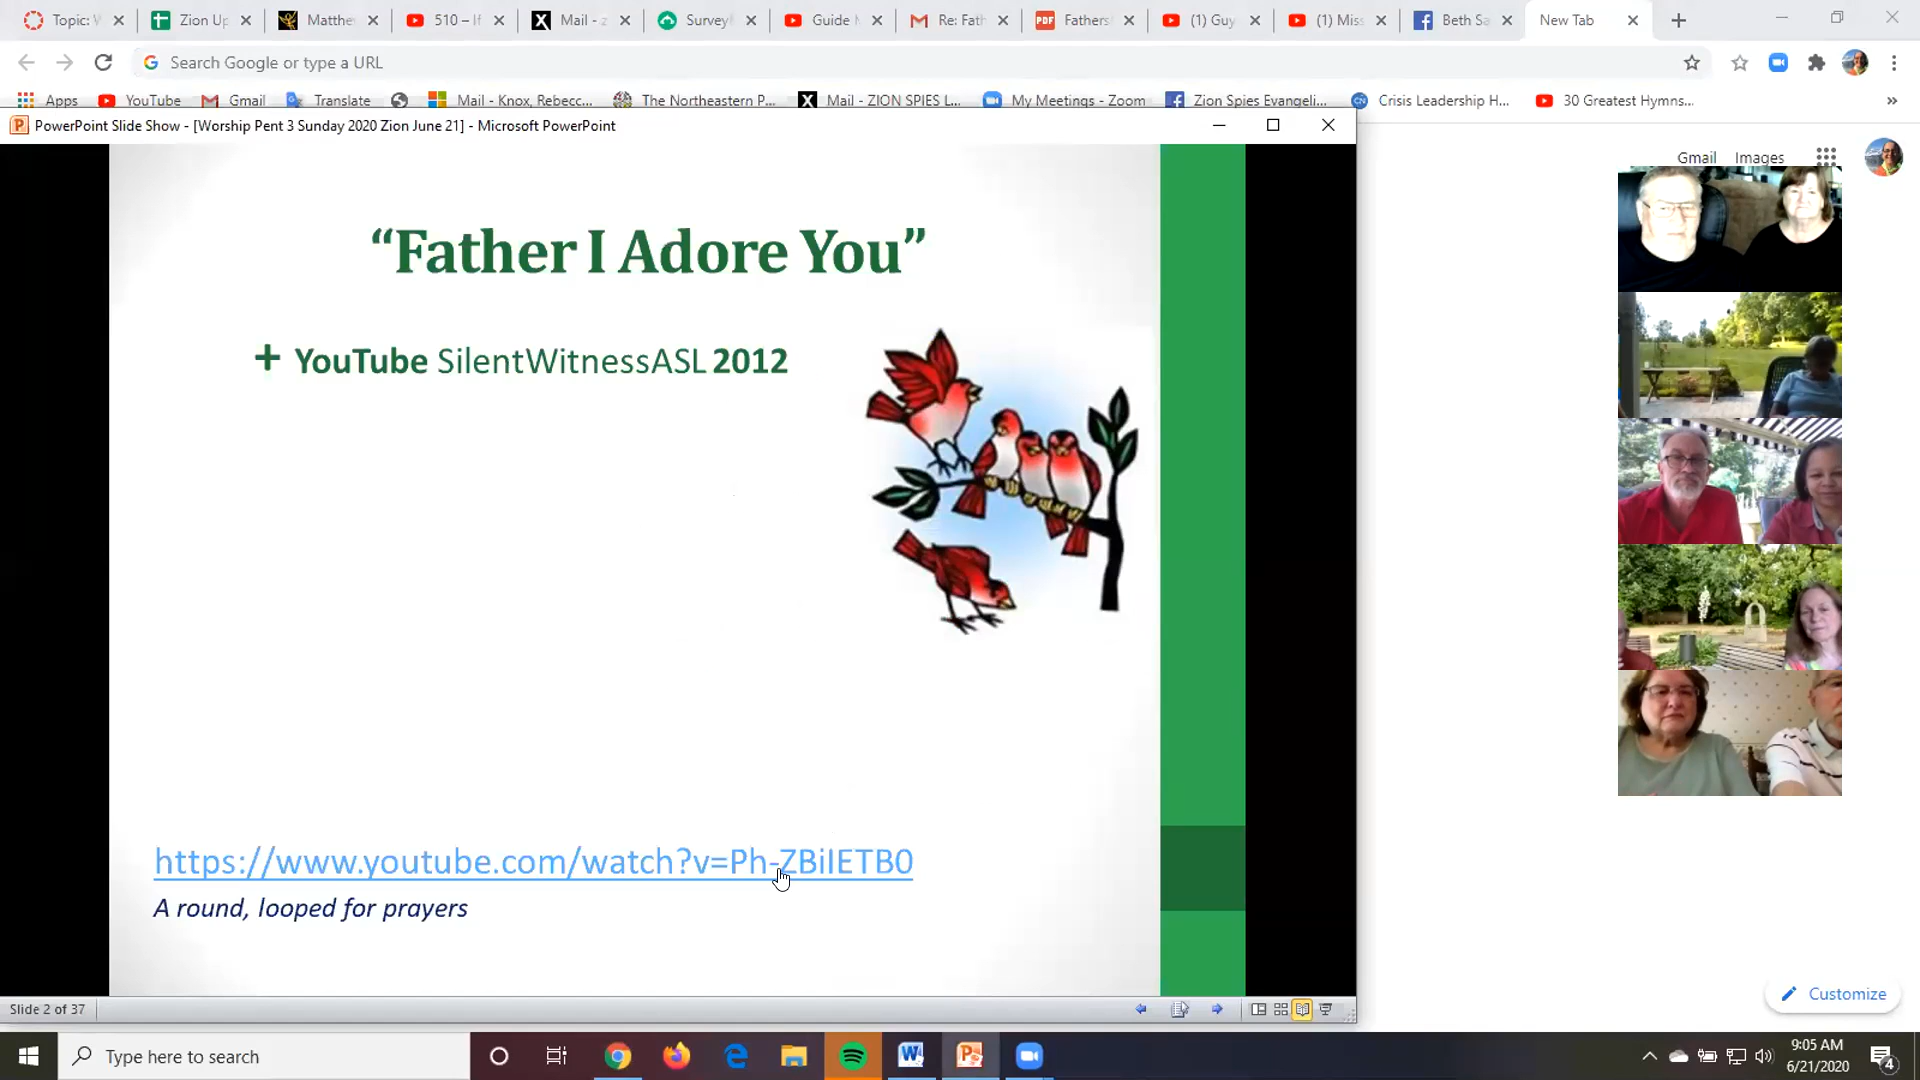 Topic: W
Zion Up
Matthe
510 – If
Mail - z
Survey
Guide
Re: Fath
PDF
Fathers
(1) Guy
(1) Miss
Beth Sa
New Tab
Search Google or type a URL
Apps
YouTube
Gmail
Translate
Mail - Knox, Rebecc...
The Northeastern P...
Mail - ZION SPIES L...
My Meetings - Zoom
Zion Spies Evangeli...
CN
Crisis Leadership H...
30 Greatest Hymns...
PowerPoint Slide Show - [Worship Pent 3 Sunday 2020 Zion June 21] - Microsoft PowerPoint
Gmail
Images
“Father I Adore You”
+ YouTube SilentWitnessASL 2012
https://www.youtube.com/watch?v=Ph-ZBiIETB0
A round, looped for prayers
Customize
Slide 2 of 37
Type here to search
9:05 AM
6/21/2020
4